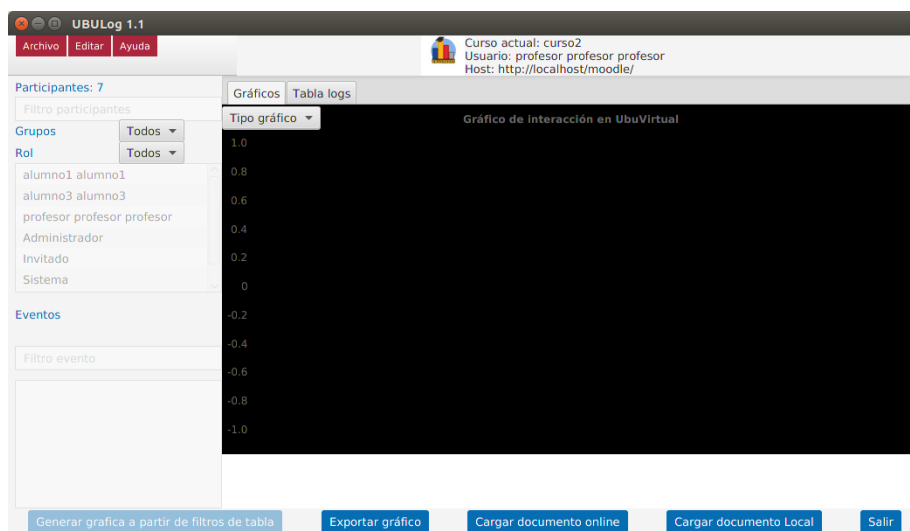 UBULog 1.1
Archivo Editar Ayuda
Curso actual: curso2
Usuario: profesor profesor profesor
Host: http://localhost/moodle/
Participantes: 7
Filtro participantes
Grupos Todos
Rol Todos
alumno1 alumno1
alumno3 alumno3
profesor profesor profesor
Administrador
Invitado
Sistema
Eventos
Filtro evento
Gráficos Tabla logs
Tipo gráfico
Gráfico de interacción en UbuVirtual
1.0
0.8
0.6
0.4
0.2
0
-0.2
-0.4
-0.6
-0.8
-1.0
Generar grafica a partir de filtros de tabla Exportar gráfico Cargar documento online Cargar documento Local Salir